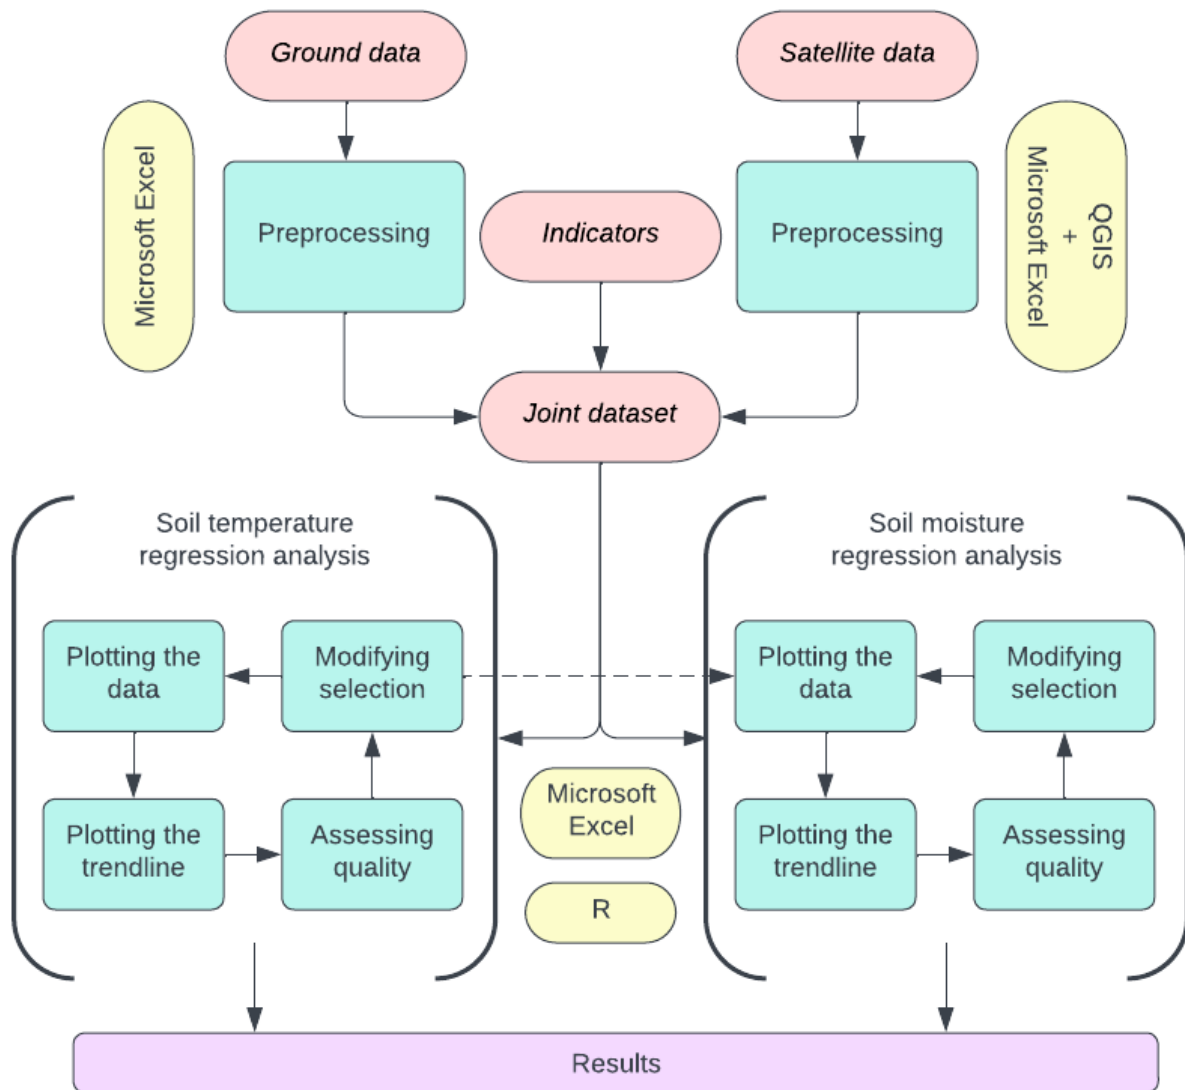 Ground data
Satellite data
Microsoft Excel
Preprocessing
Indicators
Preprocessing
QGIS
+
Microsoft Excel
Joint dataset
Soil temperature
regression analysis
Plotting the
data
Modifying
selection
Plotting the
trendline
Assessing
quality
Microsoft
Excel
R
Soil moisture
regression analysis
Plotting the
data
Modifying
selection
Plotting the
trendline
Assessing
quality
Results